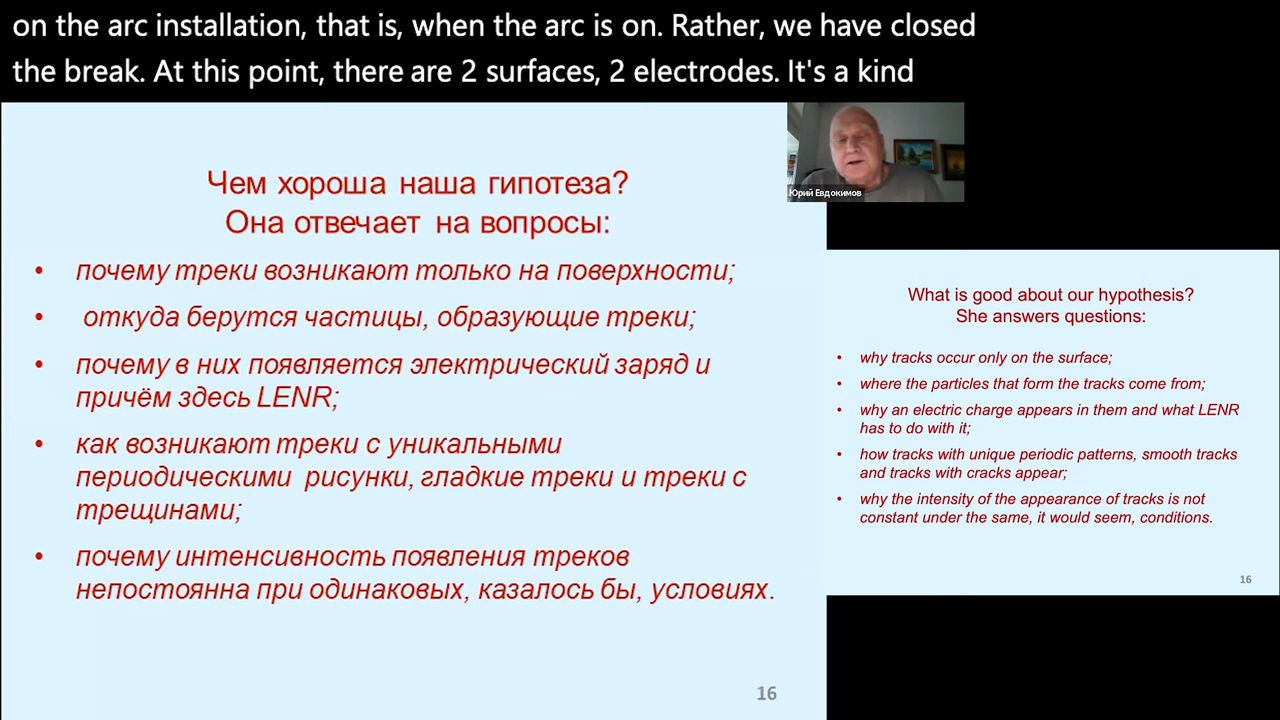 on the arc installation, that is, when the arc is on. Rather, we have closed
the break. At this point, there are 2 surfaces, 2 electrodes. It's a kind
Юрий Евдокимов
Чем хороша наша гипотеза?
Она отвечает на вопросы:
• почему треки возникают только на поверхности;
• откуда берутся частицы, образующие треки;
• почему в них появляется электрический заряд и
причём здесь LENR;
• как возникают треки с уникальными
периодическими рисунки, гладкие треки и треки с
трещинами;
• почему интенсивность появления треков
непостоянна при одинаковых, казалось бы, условиях.
16
What is good about our hypothesis?
She answers questions:
• why tracks occur only on the surface;
• where the particles that form the tracks come from;
• why an electric charge appears in them and what LENR
has to do with it;
• how tracks with unique periodic patterns, smooth tracks
and tracks with cracks appear;
• why the intensity of the appearance of tracks is not
constant under the same, it would seem, conditions.
16